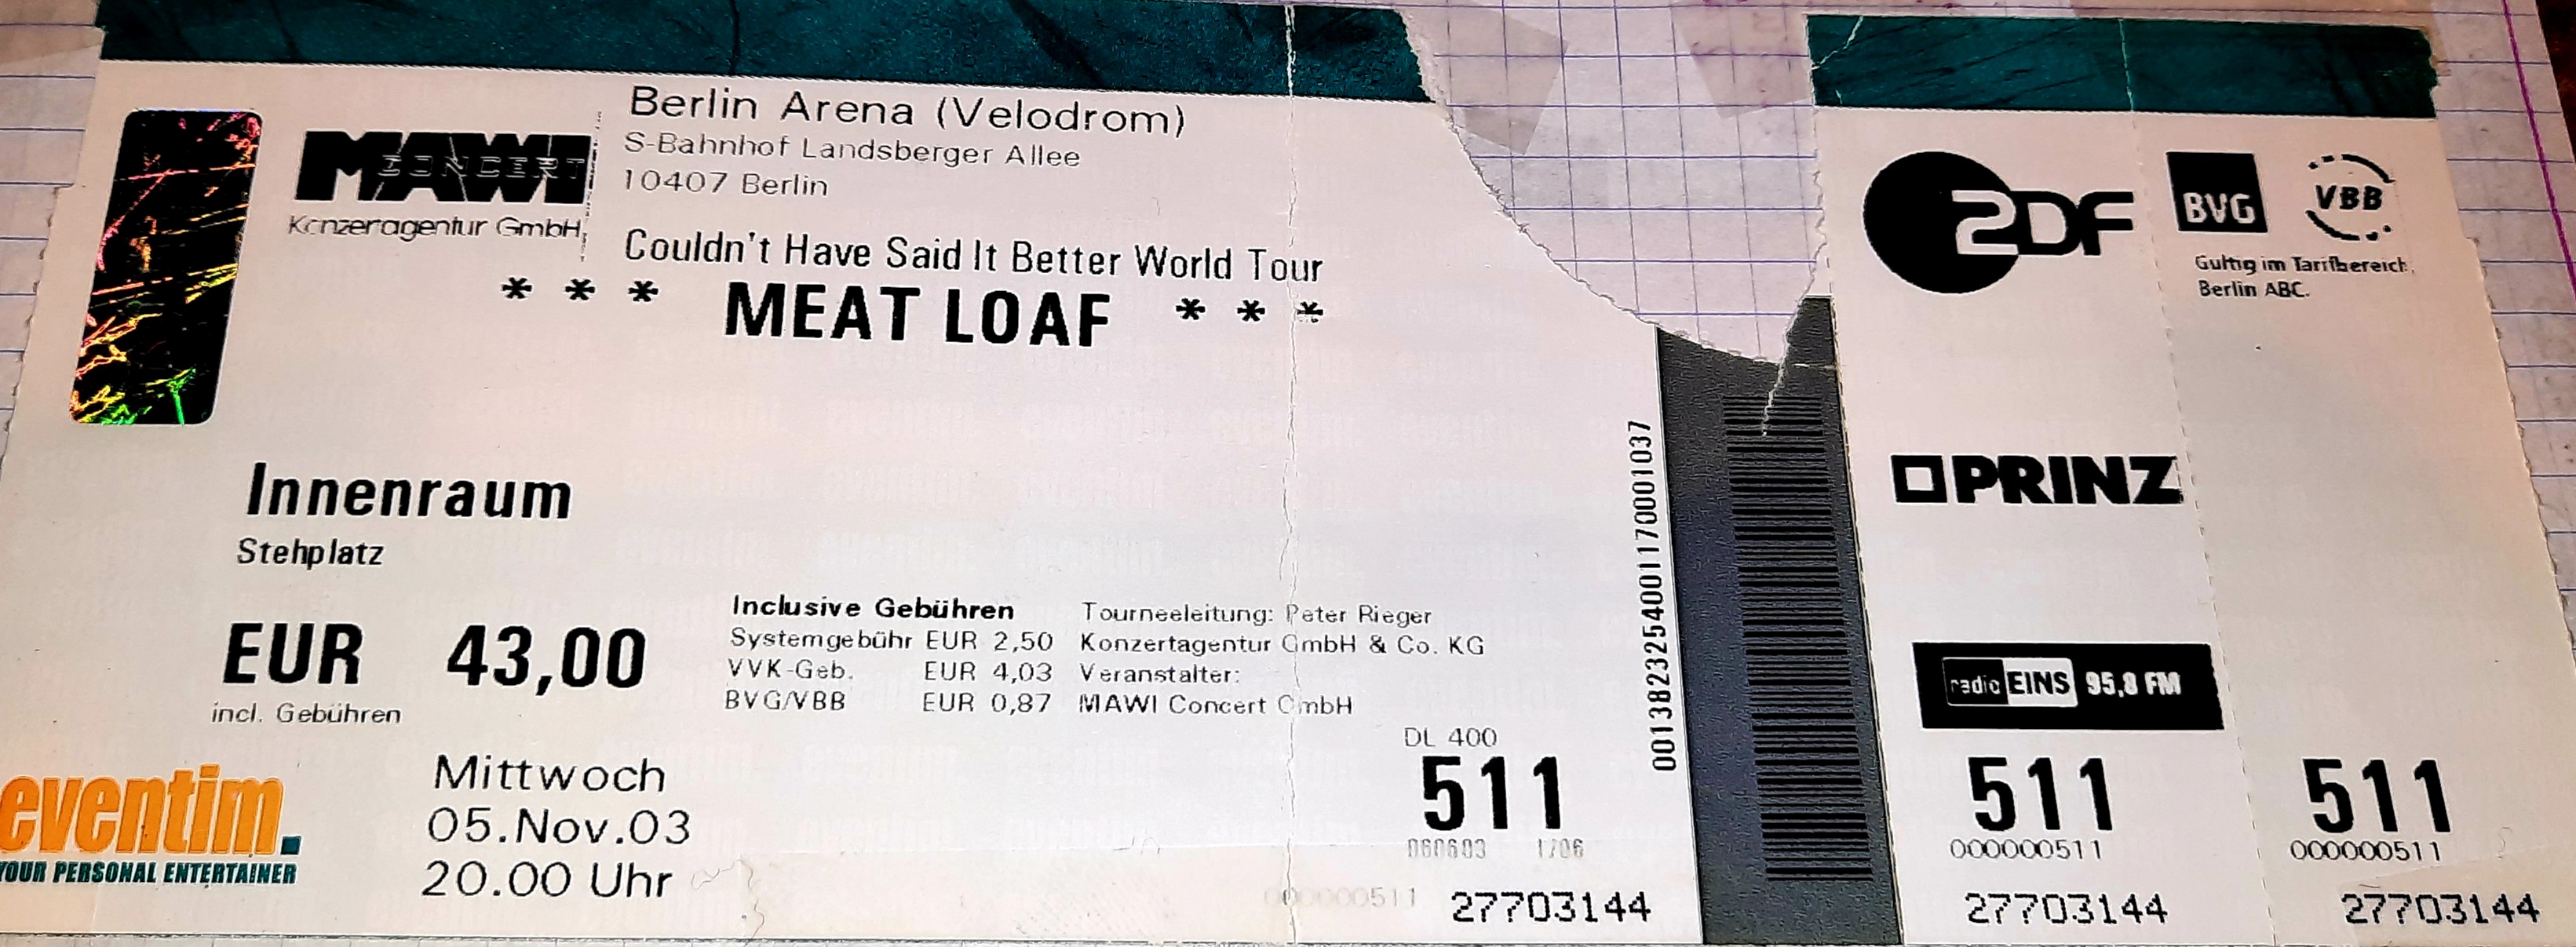 MAWI
CONCERT
Konzertagentur GmbH
Berlin Arena (Velodrom)
S-Bahnhof Landsberger Allee
10407 Berlin
Couldn't Have Said It Better World Tour
* * * MEAT LOAF * * *
Innenraum
Stehplatz
EUR 43,00
incl. Gebühren
Inclusive Gebühren
Systemgebühr EUR 2,50
VVK-Geb. EUR 4,03
BVG/VBB EUR 0,87
Tourneeleitung: Peter Rieger
Konzertagentur GmbH & Co. KG
Veranstalter:
MAWI Concert GmbH
eventim.
YOUR PERSONAL ENTERTAINER
Mittwoch
05.Nov.03
20.00 Uhr
DL 400
511
060603 1706
000000511 27703144
00138232540011700001037
ZDF
PRINZ
radio EINS 95,8 FM
511
000000511
27703144
BVG VBB
Gültig im Tarifbereich
Berlin ABC.
511
000000511
27703144